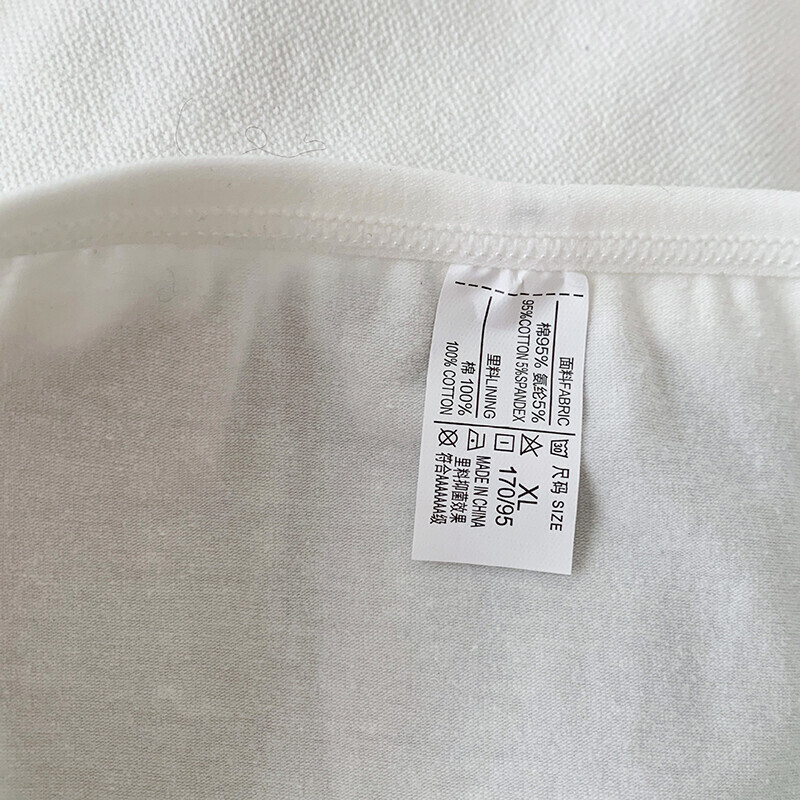 面料FABRIC
棉95% 氨纶5%
95%COTTON 5%SPANDEX
里料LINING
棉 100%
100% COTTON
尺码 SIZE
XL
170/95
MADE IN CHINA
里料抑菌效果
符合AAAAAAA级
30